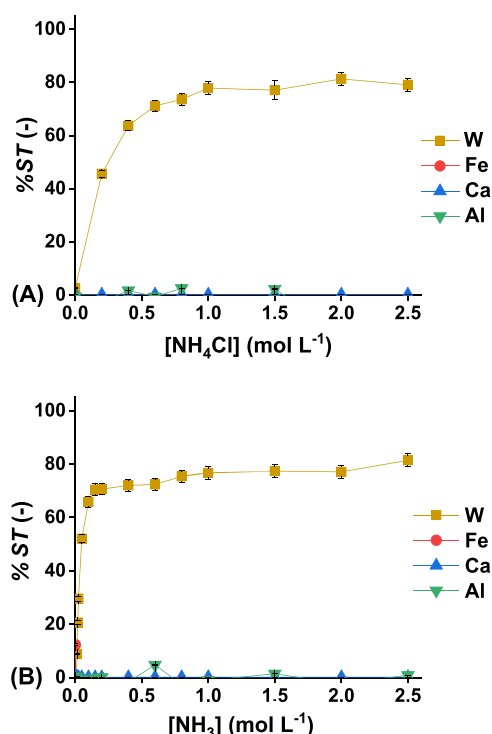 100
80
60
40
20
0
%ST (-)
W
Fe
Ca
Al
(A)
0.0 0.5 1.0 1.5 2.0 2.5
[NH₄Cl] (mol L⁻¹)
100
80
60
40
20
0
% ST (-)
W
Fe
Ca
Al
(B)
0.0 0.5 1.0 1.5 2.0 2.5
[NH₃] (mol L⁻¹)